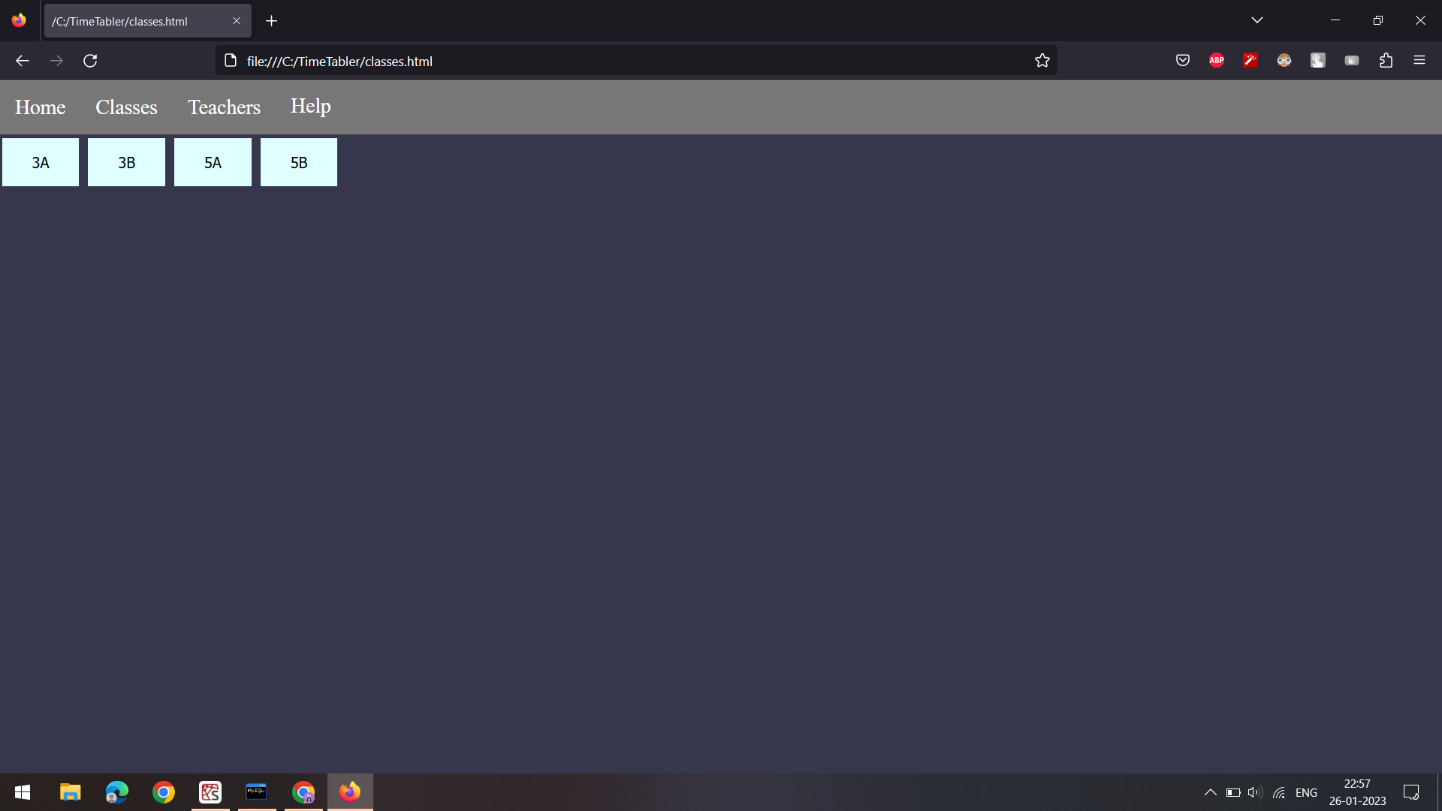 /C:/TimeTabler/classes.html
file:///C:/TimeTabler/classes.html
ABP
Home Classes Teachers Help
3A 3B 5A 5B
MySQL
ENG
22:57
26-01-2023